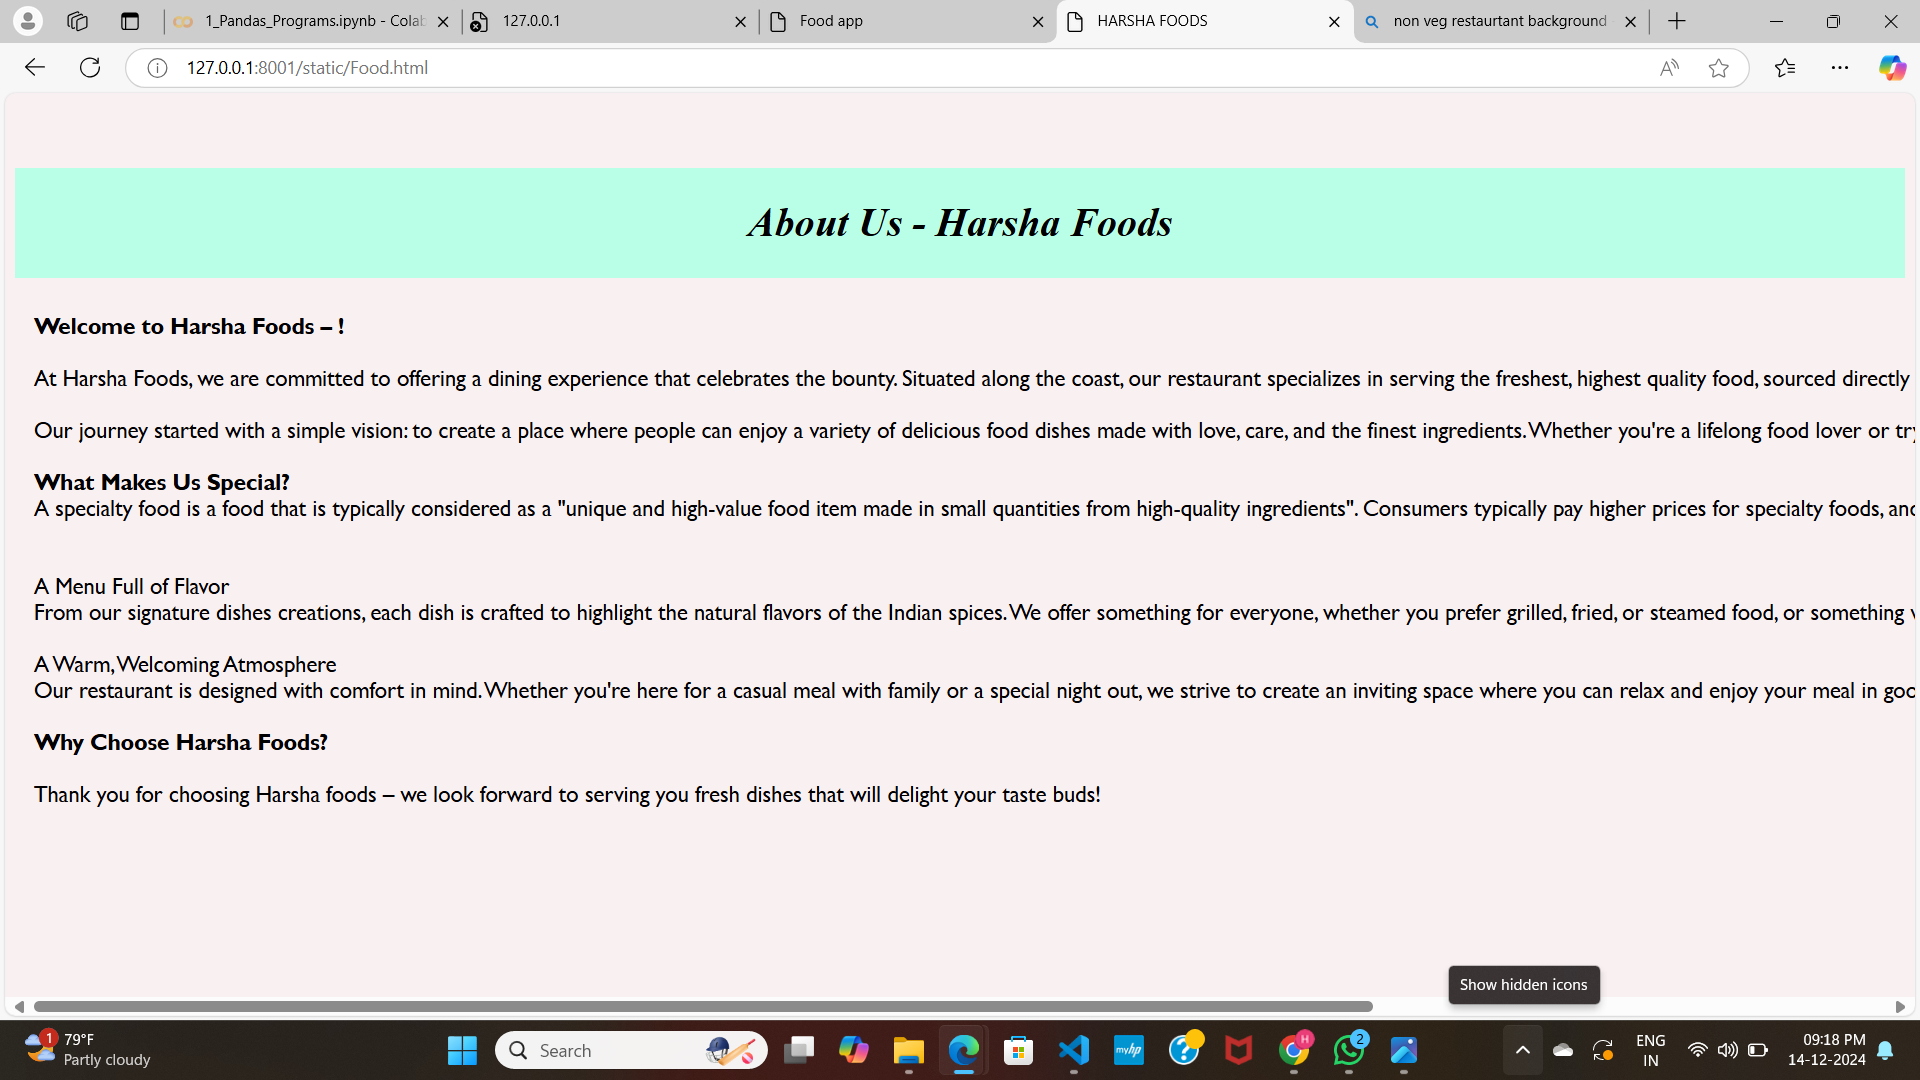 1_Pandas_Programs.ipynb - Colab
127.0.0.1
Food app
HARSHA FOODS
non veg restaurtant background
127.0.0.1:8001/static/Food.html
About Us - Harsha Foods
Welcome to Harsha Foods – !
At Harsha Foods, we are committed to offering a dining experience that celebrates the bounty. Situated along the coast, our restaurant specializes in serving the freshest, highest quality food, sourced directly
Our journey started with a simple vision: to create a place where people can enjoy a variety of delicious food dishes made with love, care, and the finest ingredients. Whether you're a lifelong food lover or
What Makes Us Special?
A specialty food is a food that is typically considered as a "unique and high-value food item made in small quantities from high-quality ingredients". Consumers typically pay higher prices for specialty foods,
A Menu Full of Flavor
From our signature dishes creations, each dish is crafted to highlight the natural flavors of the Indian spices. We offer something for everyone, whether you prefer grilled, fried, or steamed food, or something
A Warm, Welcoming Atmosphere
Our restaurant is designed with comfort in mind. Whether you're here for a casual meal with family or a special night out, we strive to create an inviting space where you can relax and enjoy your meal in
Why Choose Harsha Foods?
Thank you for choosing Harsha foods – we look forward to serving you fresh dishes that will delight your taste buds!
Show hidden icons
1
79°F
Partly cloudy
Search
myhp
H
2
ENG
IN
09:18 PM
14-12-2024